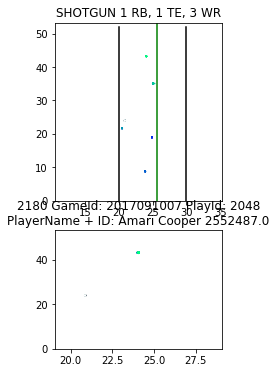 SHOTGUN 1 RB, 1 TE, 3 WR
50
40
30
20
10
0
15 20 25 30 35
2180 GameId: 2017091007 PlayId: 2048
PlayerName + ID: Amari Cooper 2552487.0
40
20
0
20.0 22.5 25.0 27.5